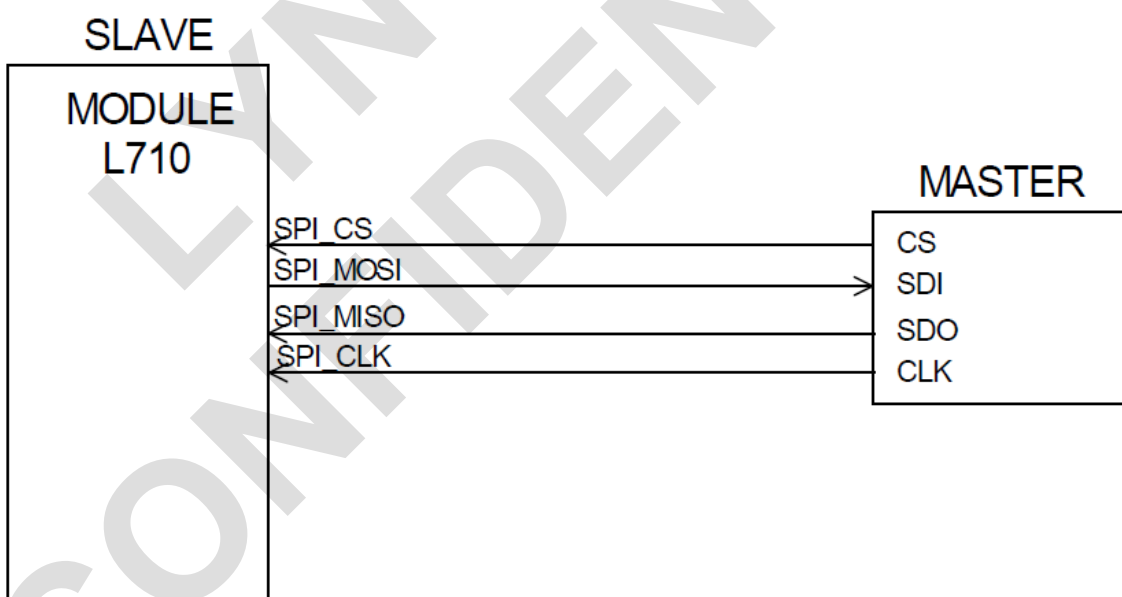 SLAVE
MODULE
L710
MASTER
SPI_CS
CS
SPI_MOSI
SDI
SPI_MISO
SDO
SPI_CLK
CLK